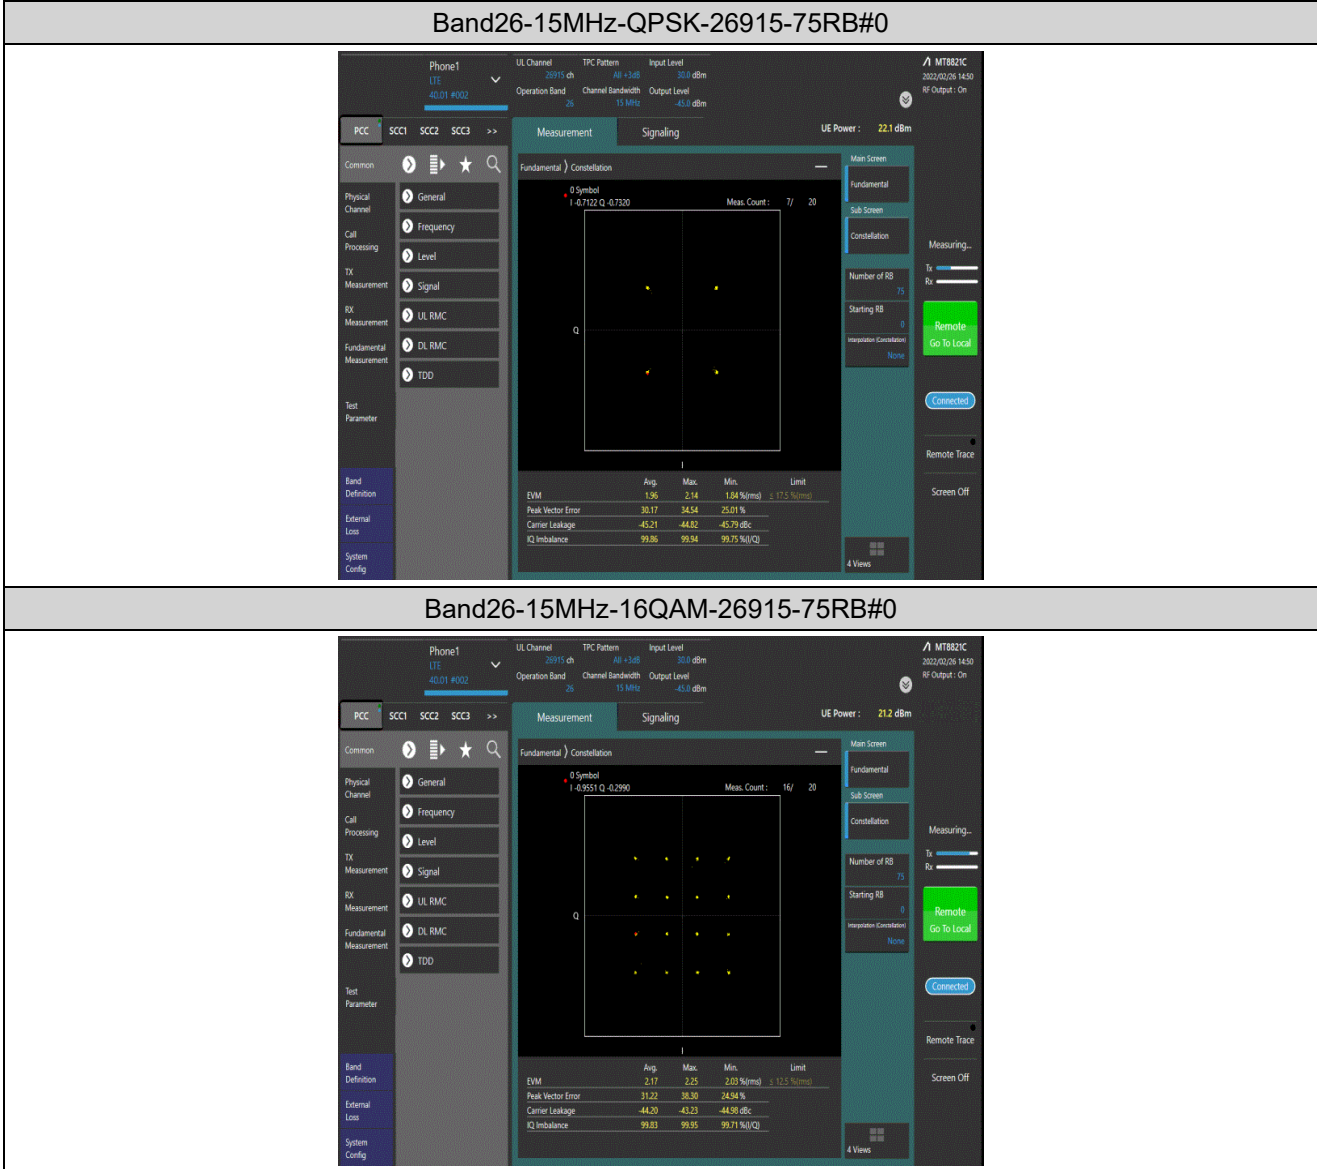 Band26-15MHz-QPSK-26915-75RB#0
Phone1
LTE
40.01 #002
UL Channel TPC Pattern Input Level
26915 ch All +3dB 30.0 dBm
Operation Band Channel Bandwidth Output Level
26 15 MHz -45.0 dBm
MT8821C
2022/02/26 14:50
RF Output : On
PCC SCC1 SCC2 SCC3 >>
Measurement Signaling
UE Power : 22.1 dBm
Common
Physical
Channel
Call
Processing
TX
Measurement
RX
Measurement
Fundamental
Measurement
Test
Parameter
Band
Definition
External
Loss
System
Config
General
Frequency
Level
Signal
UL RMC
DL RMC
TDD
Fundamental Constellation
0 Symbol
I -0.7122 Q -0.7320 Meas. Count : 7/ 20
Q
I
Avg. Max. Min. Limit
EVM 1.96 2.14 1.84 %(rms) ≤ 17.5 %(rms)
Peak Vector Error 30.17 34.54 25.01 %
Carrier Leakage -45.21 -44.82 -45.79 dBc
IQ Imbalance 99.86 99.94 99.75 %(I/Q)
Main Screen
Fundamental
Sub Screen
Constellation
Number of RB
75
Starting RB
0
Interpolation (Constellation)
None
4 Views
Measuring...
Tx
Rx
Remote
Go To Local
Connected
Remote Trace
Screen Off
Band26-15MHz-16QAM-26915-75RB#0
Phone1
LTE
40.01 #002
UL Channel TPC Pattern Input Level
26915 ch All +3dB 30.0 dBm
Operation Band Channel Bandwidth Output Level
26 15 MHz -45.0 dBm
MT8821C
2022/02/26 14:50
RF Output : On
PCC SCC1 SCC2 SCC3 >>
Measurement Signaling
UE Power : 21.2 dBm
Common
Physical
Channel
Call
Processing
TX
Measurement
RX
Measurement
Fundamental
Measurement
Test
Parameter
Band
Definition
External
Loss
System
Config
General
Frequency
Level
Signal
UL RMC
DL RMC
TDD
Fundamental Constellation
0 Symbol
I -0.9551 Q -0.2990 Meas. Count : 16/ 20
Q
I
Avg. Max. Min. Limit
EVM 2.17 2.25 2.03 %(rms) ≤ 12.5 %(rms)
Peak Vector Error 31.22 38.30 24.94 %
Carrier Leakage -44.20 -43.23 -44.98 dBc
IQ Imbalance 99.83 99.95 99.71 %(I/Q)
Main Screen
Fundamental
Sub Screen
Constellation
Number of RB
75
Starting RB
0
Interpolation (Constellation)
None
4 Views
Measuring...
Tx
Rx
Remote
Go To Local
Connected
Remote Trace
Screen Off